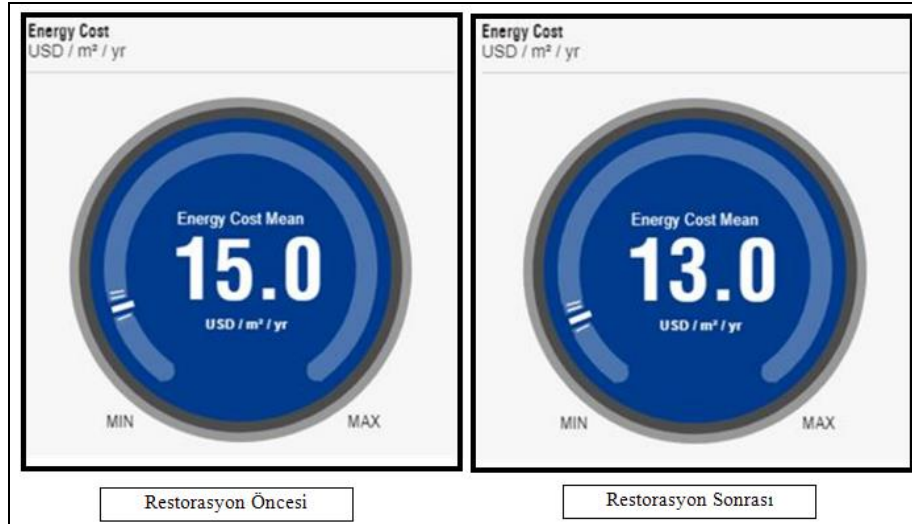 Energy Cost
USD / m² / yr
Energy Cost Mean
15.0
USD / m² / yr
MIN
MAX
Restorasyon Öncesi
Energy Cost
USD / m² / yr
Energy Cost Mean
13.0
USD / m² / yr
MIN
MAX
Restorasyon Sonrası